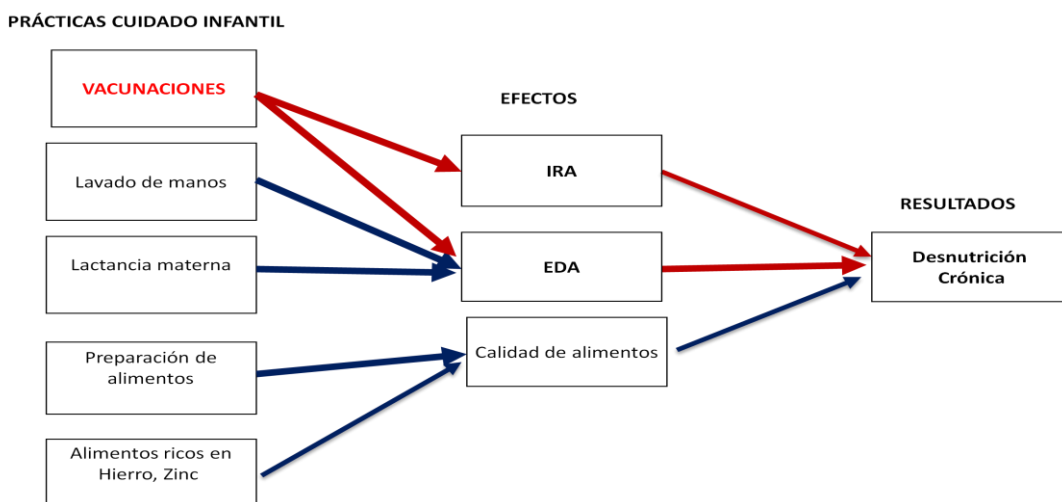 PRÁCTICAS CUIDADO INFANTIL
VACUNACIONES
Lavado de manos
Lactancia materna
Preparación de
alimentos
Alimentos ricos en
Hierro, Zinc
EFECTOS
IRA
EDA
Calidad de alimentos
RESULTADOS
Desnutrición
Crónica